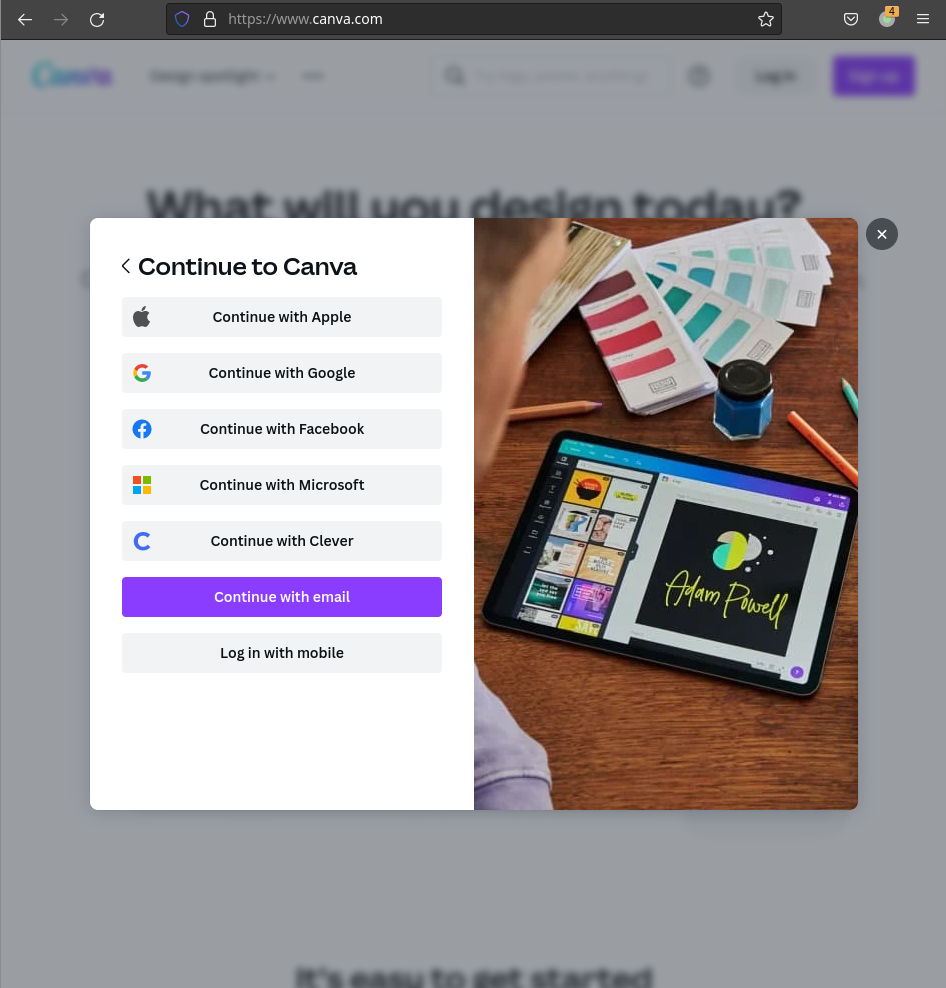 4
https://www.canva.com
Canva
Design spotlight
Log in
Sign up
What will you design today?
Continue to Canva
Continue with Apple
Continue with Google
Continue with Facebook
Continue with Microsoft
Continue with Clever
Continue with email
Log in with mobile
Adam Powell
It's easy to get started